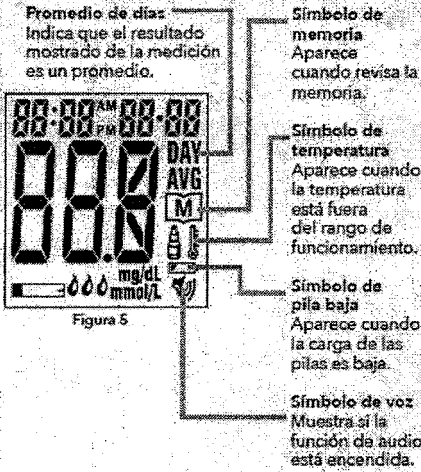 Promedio de días
Indica que el resultado
mostrado de la medición
es un promedio.
Símbolo de
memoria
Aparece
cuando revisa la
memoria.
88:88 AM PM 88:88
DAY
AVG
M
mg/dL
mmol/L
Figura 5
Símbolo de
temperatura
Aparece cuando
la temperatura
está fuera
del rango de
funcionamiento.
Símbolo de
pila baja
Aparece cuando
la carga de las
pilas es baja.
Símbolo de voz
Muestra si la
función de audio
está encendida.